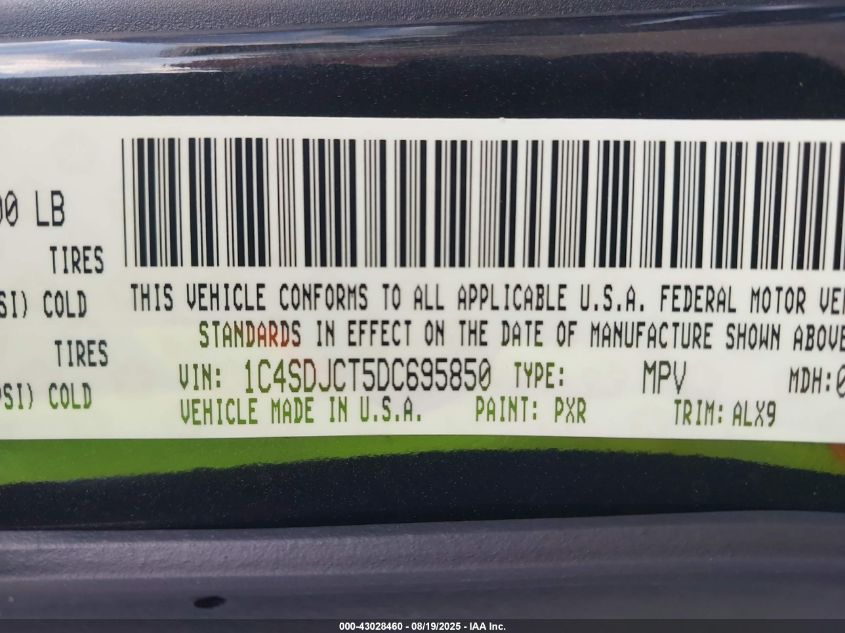 00 LB
TIRES
SI) COLD
TIRES
PSI) COLD
THIS VEHICLE CONFORMS TO ALL APPLICABLE U.S.A. FEDERAL MOTOR VE
STANDARDS IN EFFECT ON THE DATE OF MANUFACTURE SHOWN ABOVE
VIN: 1C4SDJCT5DC695850 TYPE: MPV MDH:0
VEHICLE MADE IN U.S.A. PAINT: PXR TRIM: ALX9
000-43028460 - 08/19/2025 - IAA Inc.